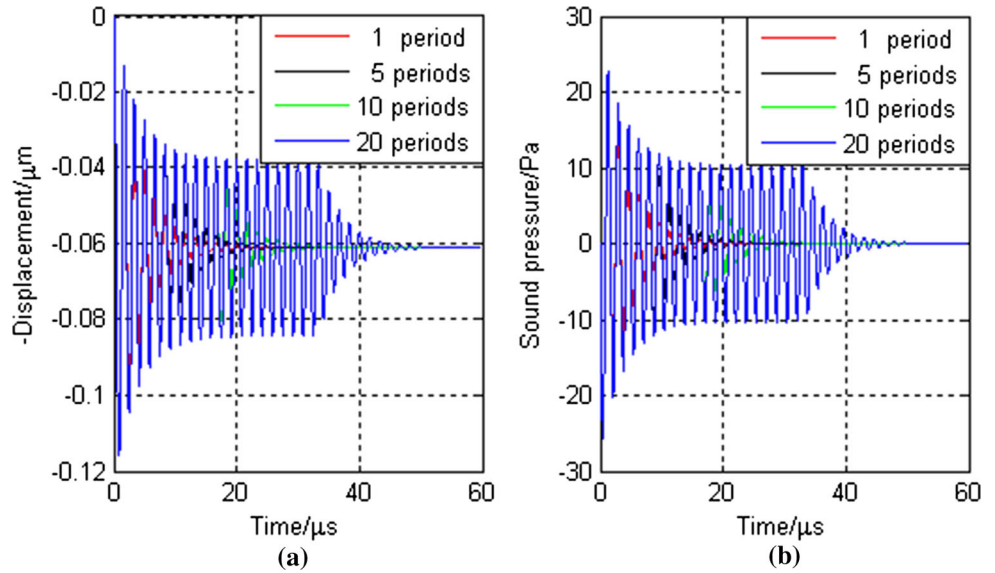 0
-0.02
-0.04
-0.06
-0.08
-0.1
-0.12
-Displacement/μm
1 period
5 periods
10 periods
20 periods
0
20
40
60
Time/μs
(a)
30
20
10
0
-10
-20
-30
Sound pressure/Pa
1 period
5 periods
10 periods
20 periods
0
20
40
60
Time/μs
(b)